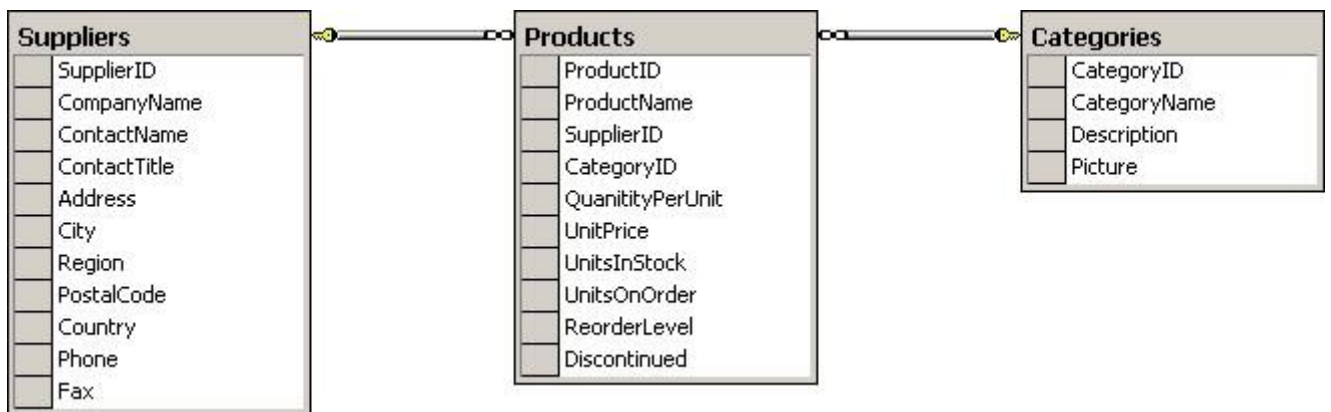 Suppliers
SupplierID
CompanyName
ContactName
ContactTitle
Address
City
Region
PostalCode
Country
Phone
Fax
Products
ProductID
ProductName
SupplierID
CategoryID
QuanitityPerUnit
UnitPrice
UnitsInStock
UnitsOnOrder
ReorderLevel
Discontinued
Categories
CategoryID
CategoryName
Description
Picture